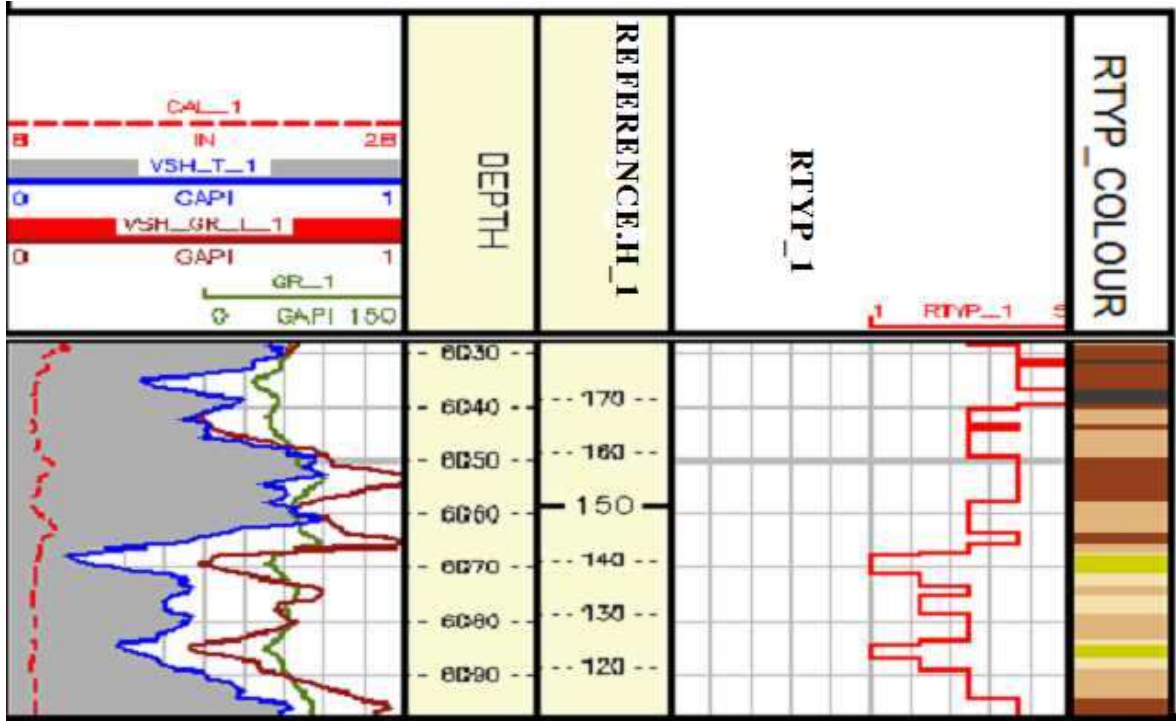 CAL_1
8 IN 28
VSH_T_1
0 GAPI 1
VSH_GR_L_1
0 GAPI 1
GR_1
0 GAPI 150
DEPTH
REFERENCE.H_1
RTYP_1
1 RTYP_1 5
RTYP_COLOUR
6030
6040
6050
6060
6070
6080
6090
170
160
150
140
130
120